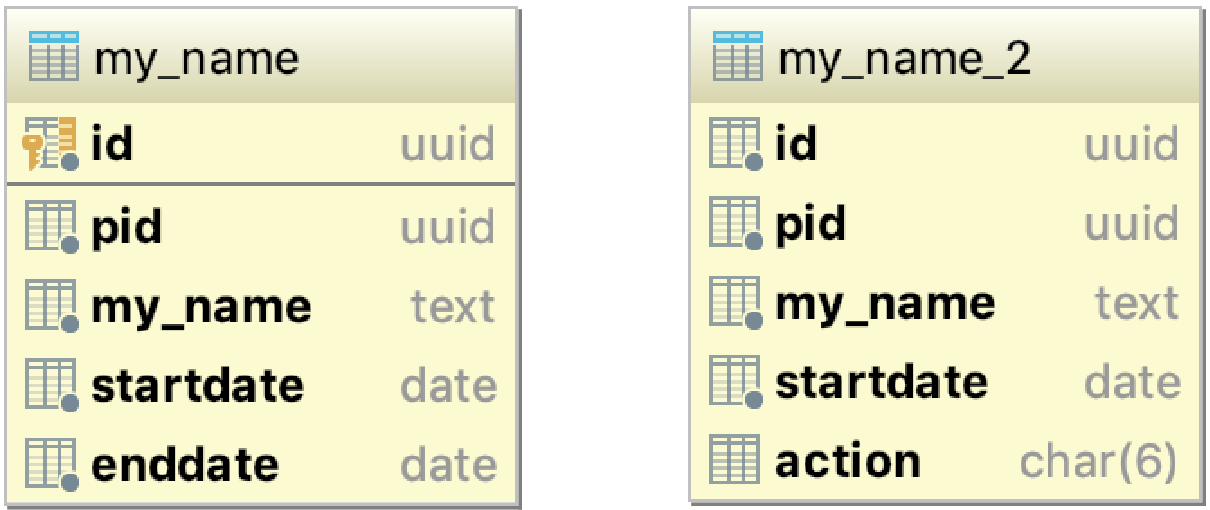 my_name
id uuid
pid uuid
my_name text
startdate date
enddate date
my_name_2
id uuid
pid uuid
my_name text
startdate date
action char(6)